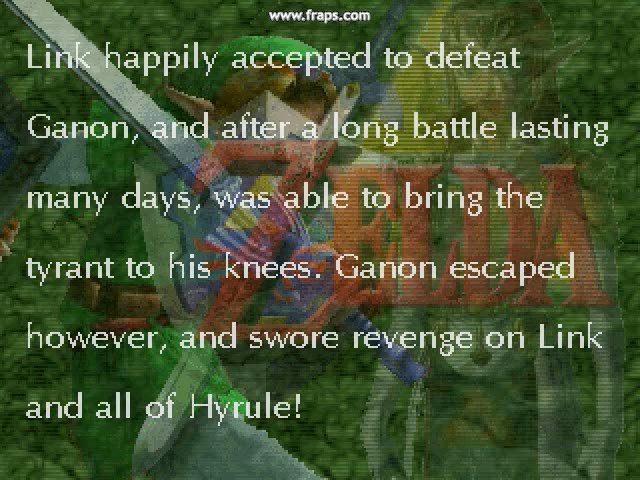 www.fraps.com
Link happily accepted to defeat
Ganon, and after a long battle lasting
many days, was able to bring the
tyrant to his knees. Ganon escaped
however, and swore revenge on Link
and all of Hyrule!
ZELDA